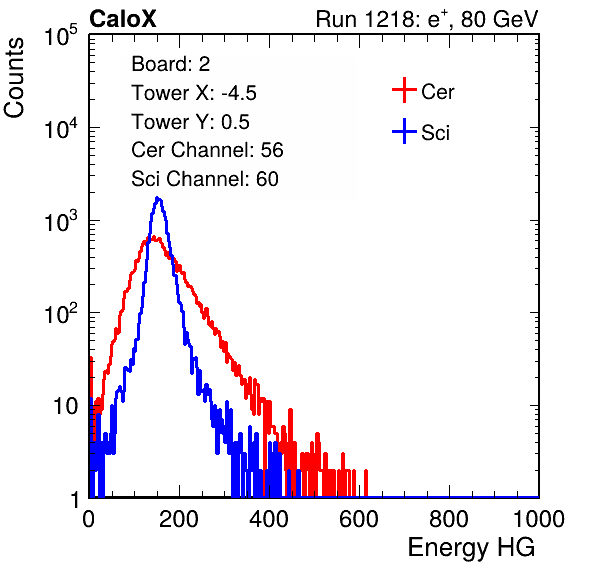 CaloX Run 1218: e⁺, 80 GeV
Counts
10⁵
10⁴
10³
10²
10
1
Board: 2
Tower X: -4.5
Tower Y: 0.5
Cer Channel: 56
Sci Channel: 60
Cer
Sci
0 200 400 600 800 1000
Energy HG